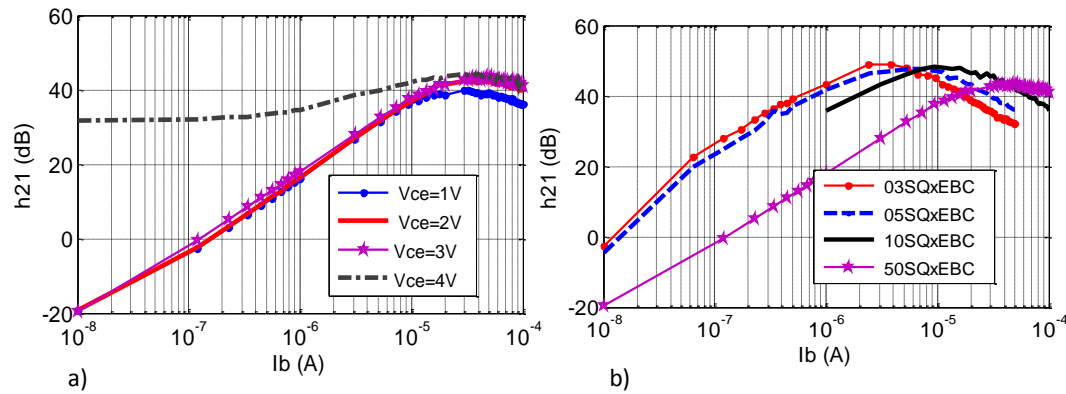 60
40
20
0
-20
h21 (dB)
10-8
10-7
10-6
10-5
10-4
Ib (A)
Vce=1V
Vce=2V
Vce=3V
Vce=4V
a)
60
40
20
0
-20
h21 (dB)
10-8
10-7
10-6
10-5
10-4
Ib (A)
03SQxEBC
05SQxEBC
10SQxEBC
50SQxEBC
b)